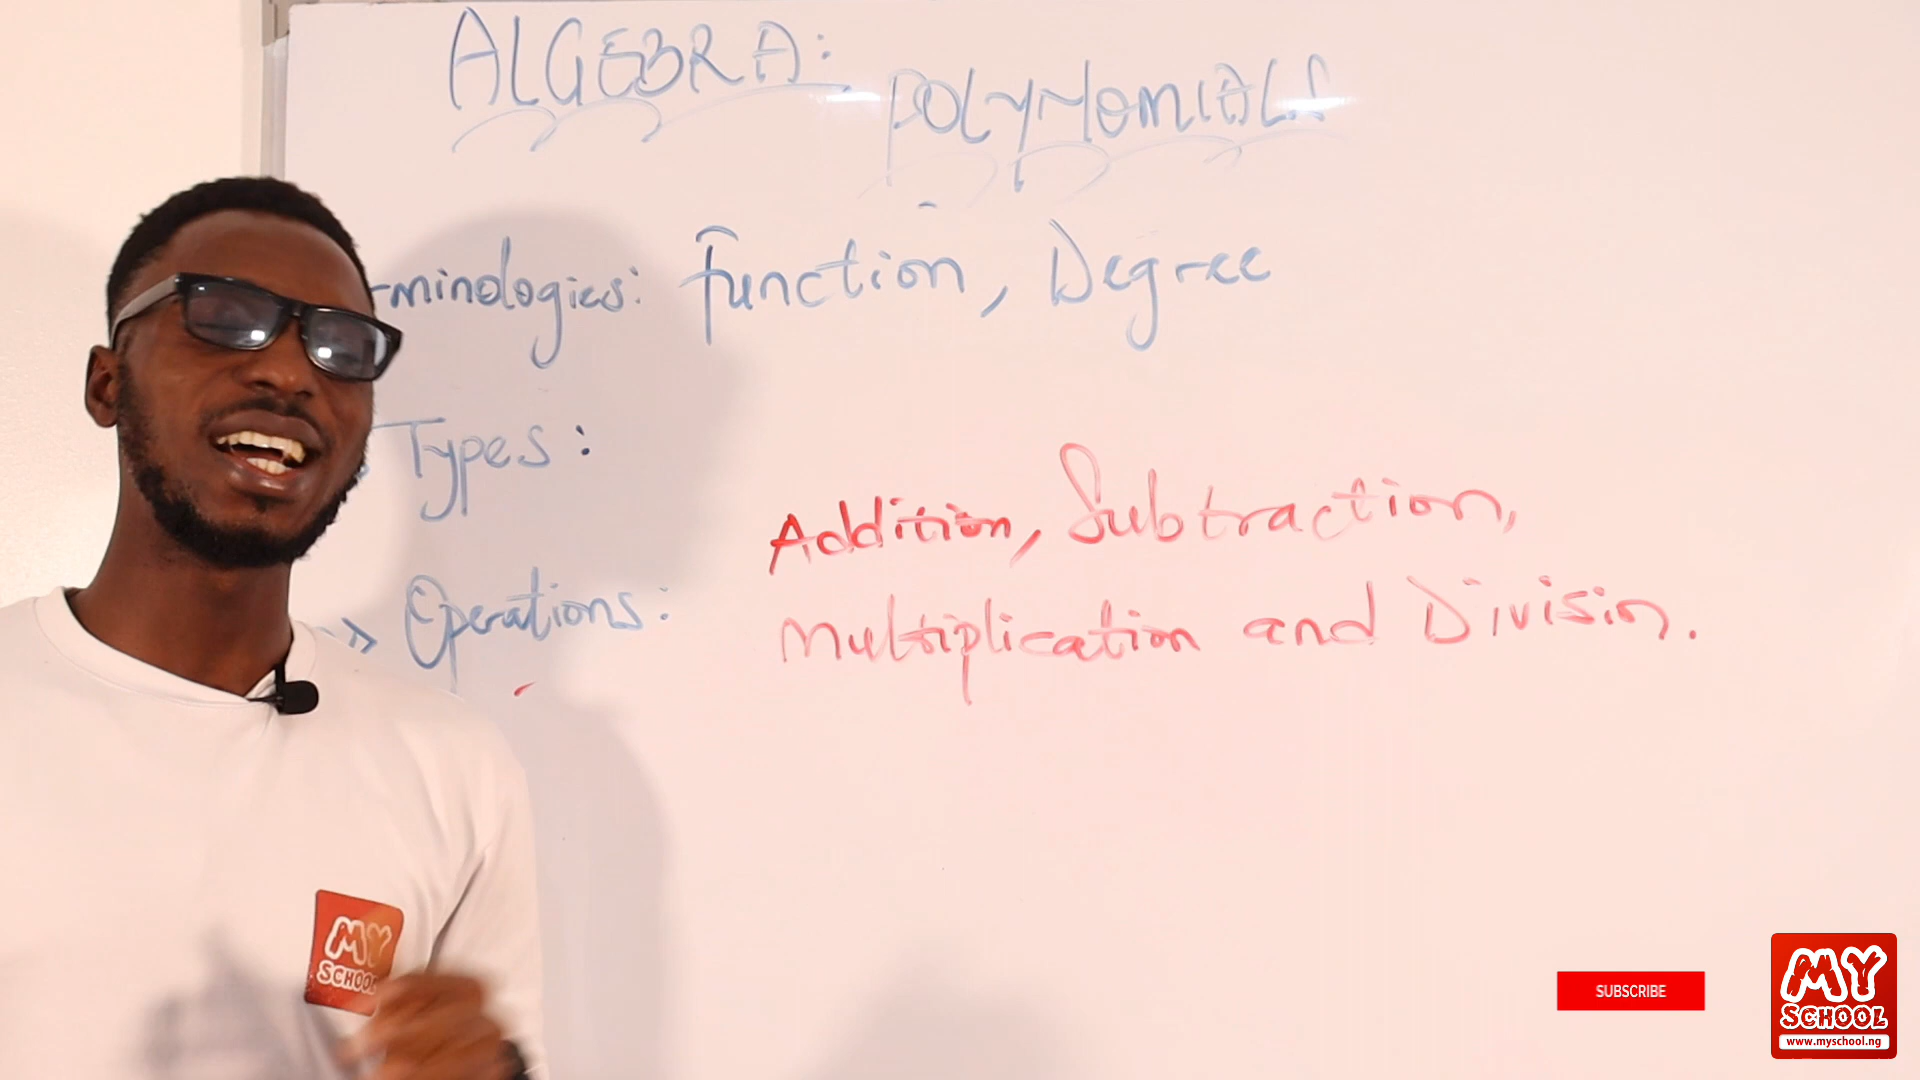 ALGEBRA:
POLYNOMIALS
minologies: function, Degree
Types:
Addition, Subtraction,
» Operations:
Multiplication and Division.
MY
SCHOOL
SUBSCRIBE
MY
SCHOOL
www.myschool.ng